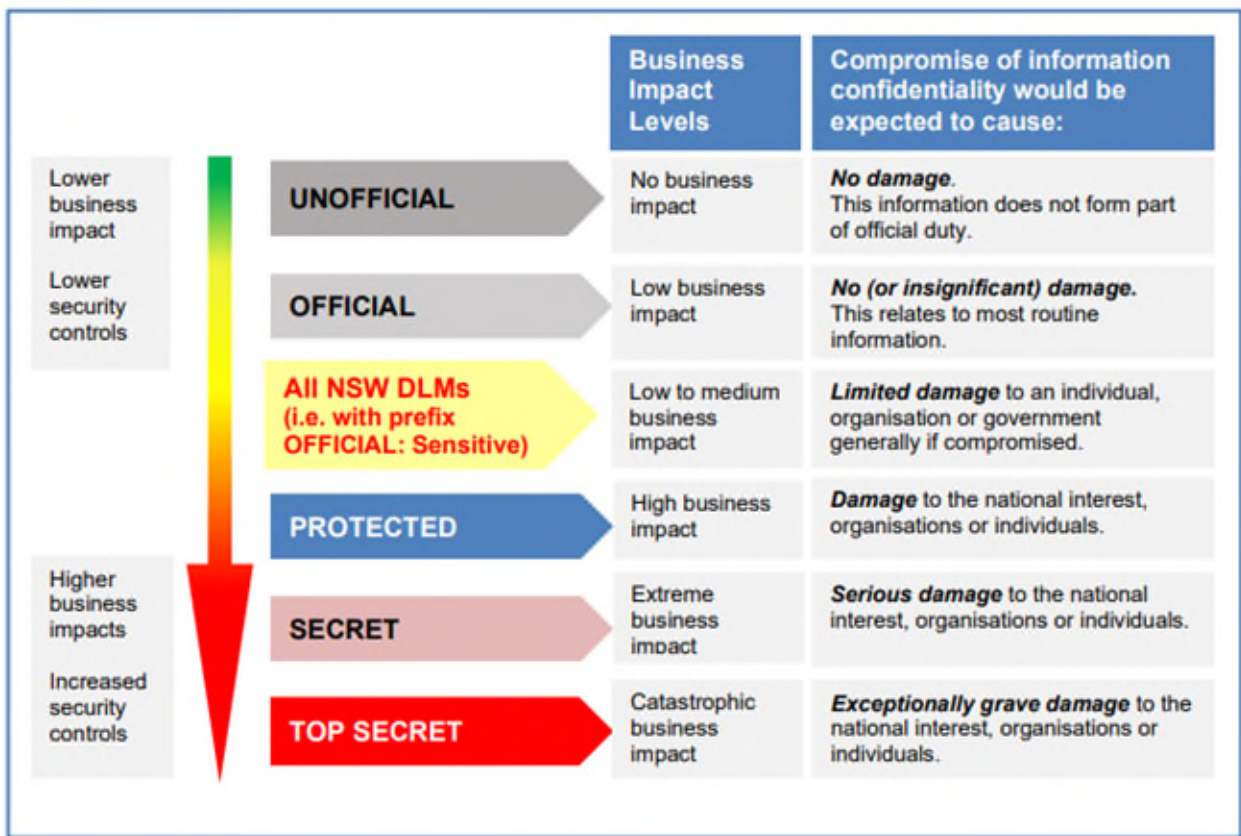 Business
Impact
Levels
Compromise of information
confidentiality would be
expected to cause:
Lower
business
impact
Lower
security
controls
UNOFFICIAL
No business
impact
No damage.
This information does not form part
of official duty.
OFFICIAL
Low business
impact
No (or insignificant) damage.
This relates to most routine
information.
All NSW DLMs
(i.e. with prefix
OFFICIAL: Sensitive)
Low to medium
business
impact
Limited damage to an individual,
organisation or government
generally if compromised.
PROTECTED
High business
impact
Damage to the national interest,
organisations or individuals.
Higher
business
impacts
Increased
security
controls
SECRET
Extreme
business
impact
Serious damage to the national
interest, organisations or individuals.
TOP SECRET
Catastrophic
business
impact
Exceptionally grave damage to the
national interest, organisations or
individuals.